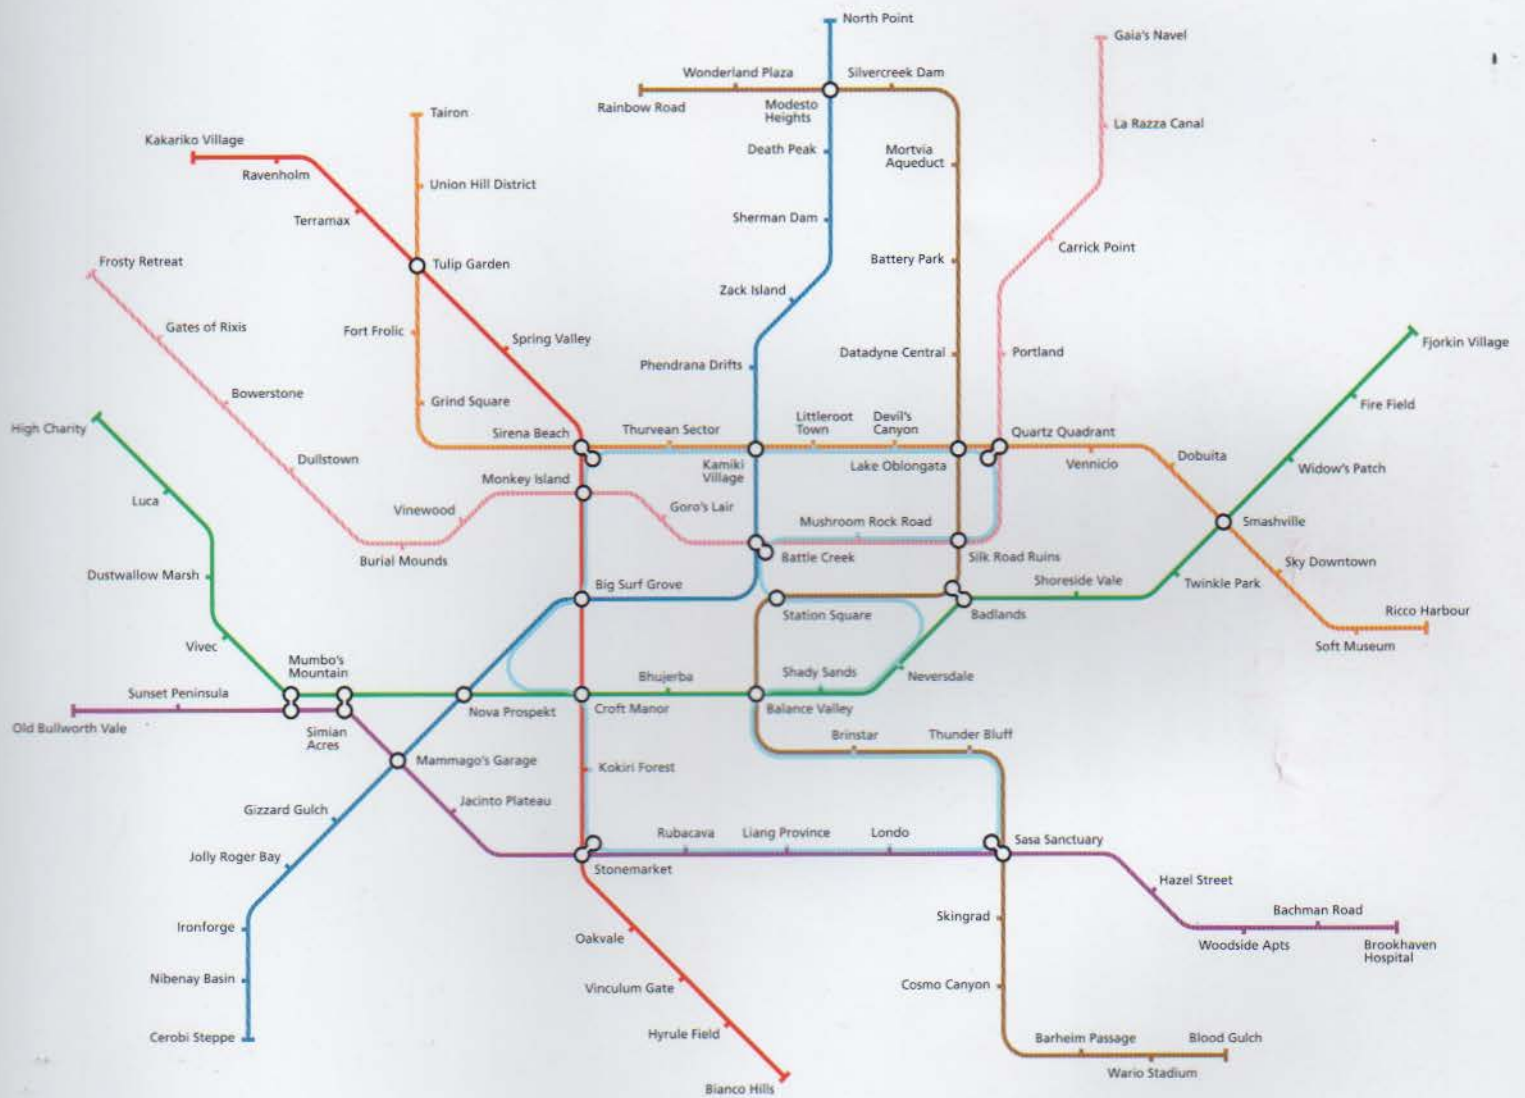 North Point
Gaia's Navel
Wonderland Plaza
Silvercreek Dam
Rainbow Road
Modesto
Heights
Tairon
La Razza Canal
Kakariko Village
Death Peak
Mortvia
Aqueduct
Ravenholm
Union Hill District
Terramax
Sherman Dam
Carrick Point
Frosty Retreat
Tulip Garden
Battery Park
Zack Island
Gates of Rixis
Fort Frolic
Spring Valley
Fjorkin Village
Phendrana Drifts
Datadyne Central
Portland
Bowerstone
Grind Square
Fire Field
High Charity
Sirena Beach
Thurvean Sector
Littleroot
Town
Devil's
Canyon
Quartz Quadrant
Dullstown
Kamiki
Village
Lake Oblongata
Vennicio
Dobuita
Widow's Patch
Monkey Island
Luca
Vinewood
Goro's Lair
Mushroom Rock Road
Smashville
Burial Mounds
Battle Creek
Silk Road Ruins
Sky Downtown
Dustwallow Marsh
Big Surf Grove
Shoreside Vale
Twinkle Park
Station Square
Badlands
Ricco Harbour
Vivec
Soft Museum
Mumbo's
Mountain
Bhujerba
Shady Sands
Neversdale
Sunset Peninsula
Old Bullworth Vale
Simian
Acres
Nova Prospekt
Croft Manor
Balance Valley
Brinstar
Thunder Bluff
Mammago's Garage
Kokiri Forest
Gizzard Gulch
Jacinto Plateau
Rubacava
Liang Province
Londo
Sasa Sanctuary
Jolly Roger Bay
Stonemarket
Hazel Street
Ironforge
Oakvale
Skingrad
Bachman Road
Woodside Apts
Brookhaven
Hospital
Nibenay Basin
Vinculum Gate
Cosmo Canyon
Cerobi Steppe
Hyrule Field
Barheim Passage
Blood Gulch
Wario Stadium
Bianco Hills